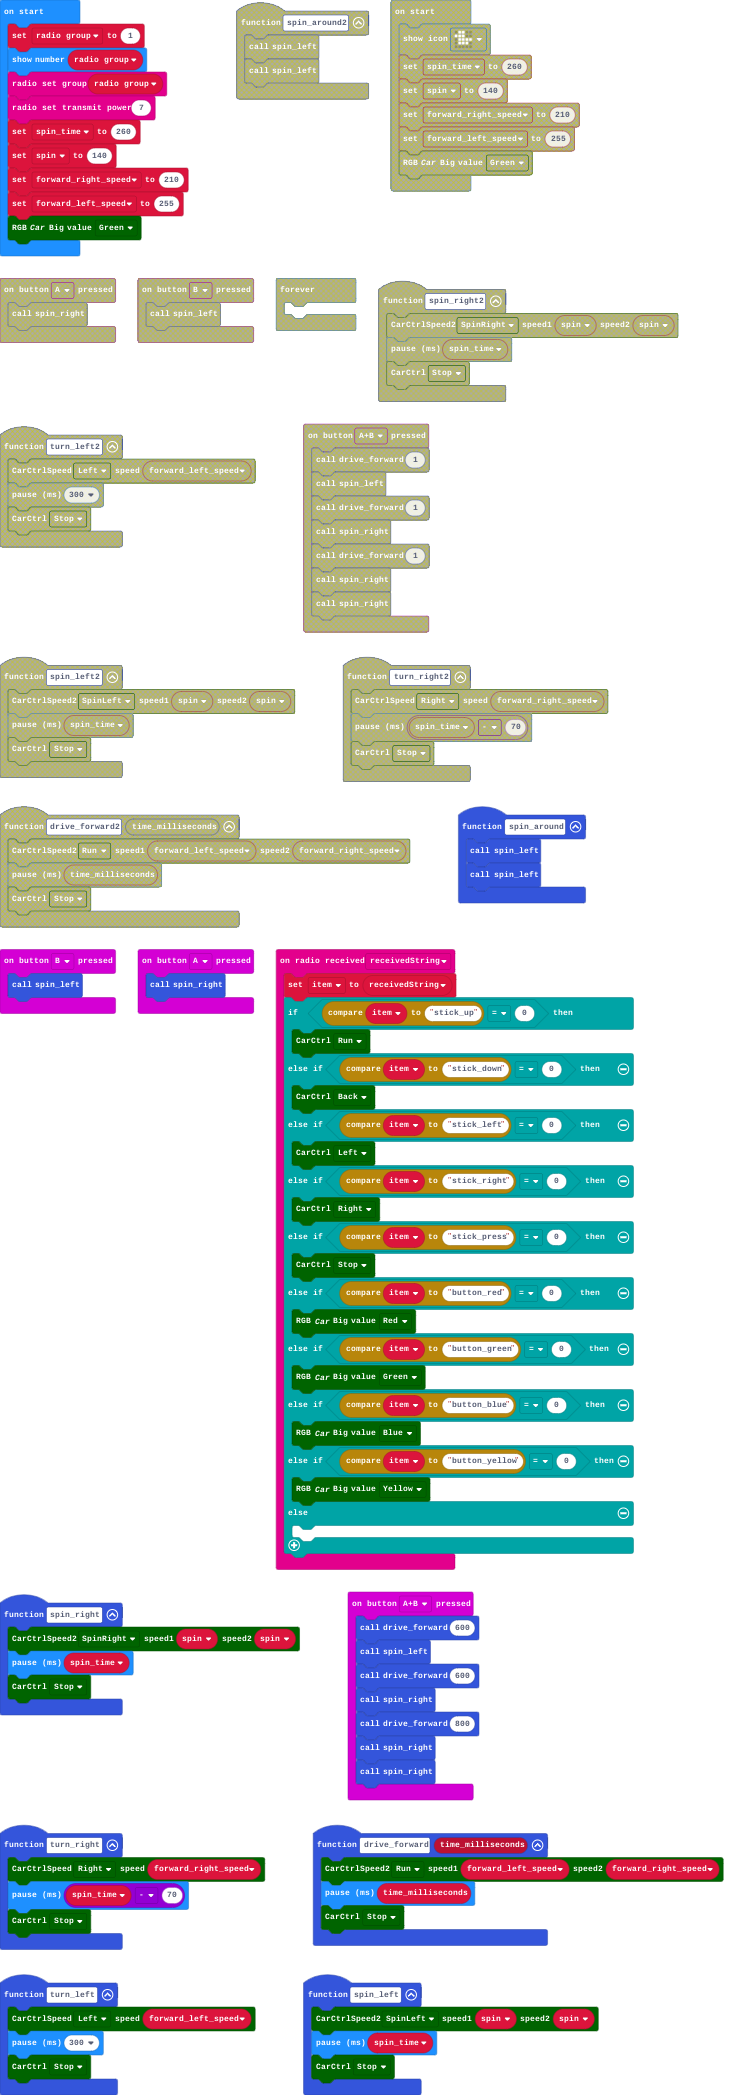 on start
set radio group to 1
show number radio group
radio set group radio group
radio set transmit power 7
set spin_time to 260
set spin to 140
set forward_right_speed to 210
set forward_left_speed to 255
RGB Car Big value Green
function spin_around2
call spin_left
call spin_left
on start
show icon
set spin_time to 260
set spin to 140
set forward_right_speed to 210
set forward_left_speed to 255
RGB Car Big value Green
on button A pressed
call spin_right
on button B pressed
call spin_left
forever
function spin_right2
CarCtrlSpeed2 SpinRight speed1 spin speed2 spin
pause (ms) spin_time
CarCtrl Stop
function turn_left2
CarCtrlSpeed Left speed forward_left_speed
pause (ms) 300
CarCtrl Stop
on button A+B pressed
call drive_forward 1
call spin_left
call drive_forward 1
call spin_right
call drive_forward 1
call spin_right
call spin_right
function spin_left2
CarCtrlSpeed2 SpinLeft speed1 spin speed2 spin
pause (ms) spin_time
CarCtrl Stop
function turn_right2
CarCtrlSpeed Right speed forward_right_speed
pause (ms) spin_time - 70
CarCtrl Stop
function drive_forward2 time_milliseconds
CarCtrlSpeed2 Run speed1 forward_left_speed speed2 forward_right_speed
pause (ms) time_milliseconds
CarCtrl Stop
function spin_around
call spin_left
call spin_left
on button B pressed
call spin_left
on button A pressed
call spin_right
on radio received receivedString
set item to receivedString
if compare item to "stick_up" = 0 then
CarCtrl Run
else if compare item to "stick_down" = 0 then
CarCtrl Back
else if compare item to "stick_left" = 0 then
CarCtrl Left
else if compare item to "stick_right" = 0 then
CarCtrl Right
else if compare item to "stick_press" = 0 then
CarCtrl Stop
else if compare item to "button_red" = 0 then
RGB Car Big value Red
else if compare item to "button_green" = 0 then
RGB Car Big value Green
else if compare item to "button_blue" = 0 then
RGB Car Big value Blue
else if compare item to "button_yellow" = 0 then
RGB Car Big value Yellow
else
function spin_right
CarCtrlSpeed2 SpinRight speed1 spin speed2 spin
pause (ms) spin_time
CarCtrl Stop
on button A+B pressed
call drive_forward 600
call spin_left
call drive_forward 600
call spin_right
call drive_forward 800
call spin_right
call spin_right
function turn_right
CarCtrlSpeed Right speed forward_right_speed
pause (ms) spin_time - 70
CarCtrl Stop
function drive_forward time_milliseconds
CarCtrlSpeed2 Run speed1 forward_left_speed speed2 forward_right_speed
pause (ms) time_milliseconds
CarCtrl Stop
function turn_left
CarCtrlSpeed Left speed forward_left_speed
pause (ms) 300
CarCtrl Stop
function spin_left
CarCtrlSpeed2 SpinLeft speed1 spin speed2 spin
pause (ms) spin_time
CarCtrl Stop